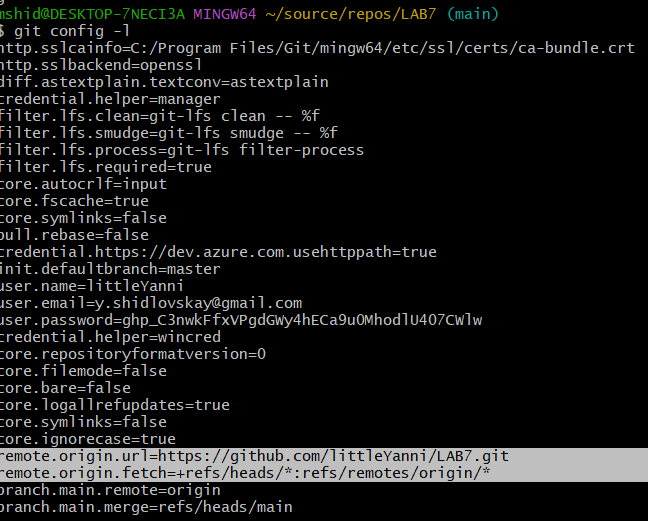 mshid@DESKTOP-7NECI3A MINGW64 ~/source/repos/LAB7 (main)
$ git config -l
http.sslcainfo=C:/Program Files/Git/mingw64/etc/ssl/certs/ca-bundle.crt
http.sslbackend=openssl
diff.astextplain.textconv=astextplain
credential.helper=manager
filter.lfs.clean=git-lfs clean -- %f
filter.lfs.smudge=git-lfs smudge -- %f
filter.lfs.process=git-lfs filter-process
filter.lfs.required=true
core.autocrlf=input
core.fscache=true
core.symlinks=false
pull.rebase=false
credential.https://dev.azure.com.usehttppath=true
init.defaultbranch=master
user.name=littleYanni
user.email=y.shidlovskay@gmail.com
user.password=ghp_C3nwkFfxVPgdGWy4hECa9u0MhodlU4O7CWlw
credential.helper=wincred
core.repositoryformatversion=0
core.filemode=false
core.bare=false
core.logallrefupdates=true
core.symlinks=false
core.ignorecase=true
remote.origin.url=https://github.com/littleYanni/LAB7.git
remote.origin.fetch=+refs/heads/*:refs/remotes/origin/*
branch.main.remote=origin
branch.main.merge=refs/heads/main